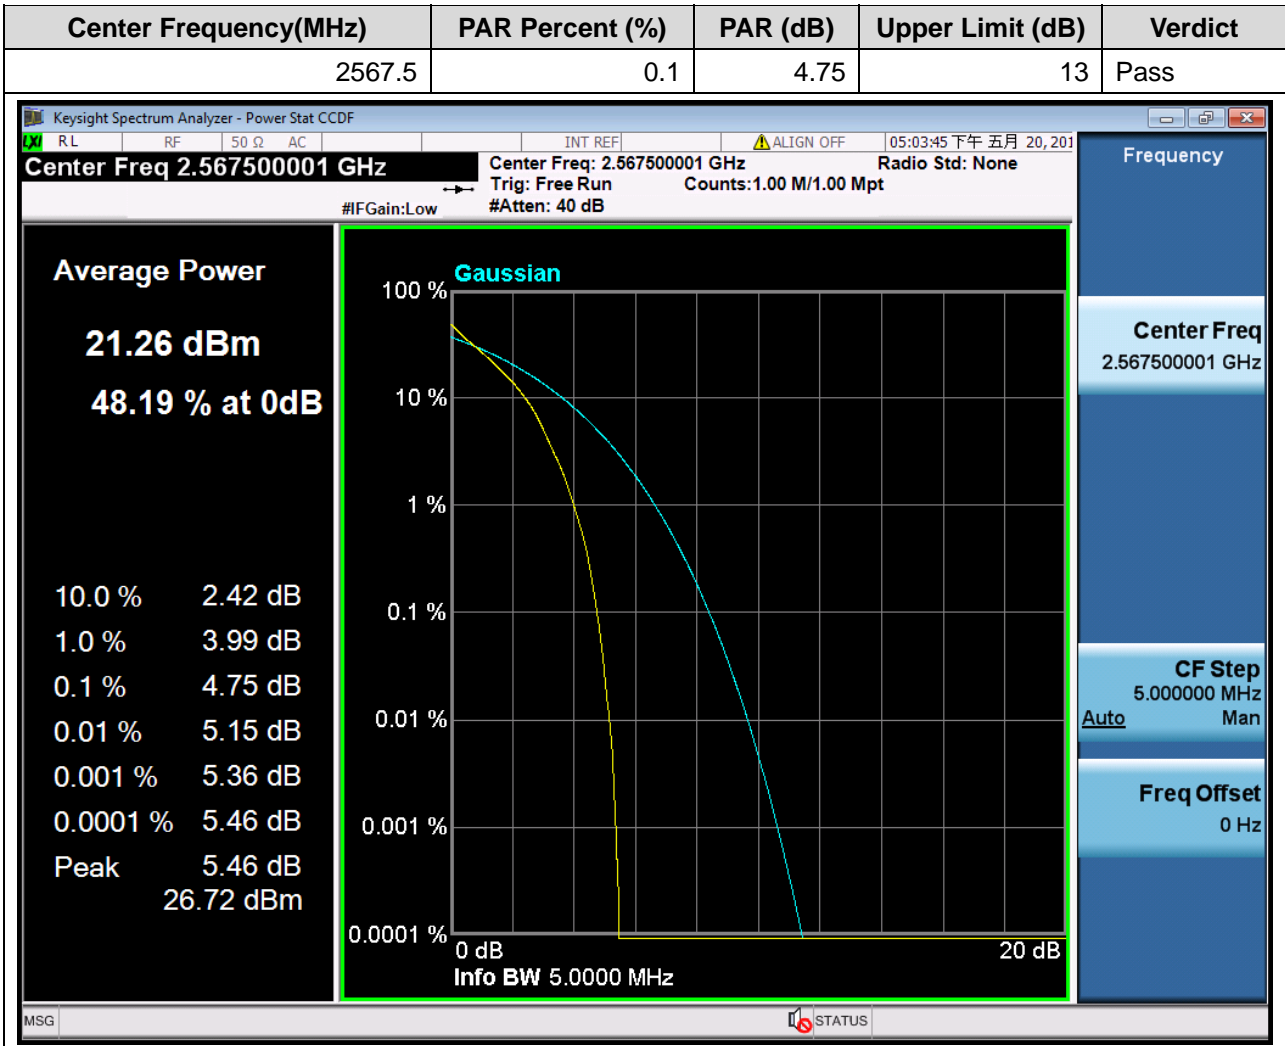 Center Frequency(MHz) PAR Percent (%) PAR (dB) Upper Limit (dB) Verdict
2567.5 0.1 4.75 13 Pass
Keysight Spectrum Analyzer - Power Stat CCDF
LXI RL RF 50 Ω AC INT REF ALIGN OFF 05:03:45 下午 五月 20, 201
Center Freq 2.567500001 GHz
Center Freq: 2.567500001 GHz Radio Std: None
Trig: Free Run Counts:1.00 M/1.00 Mpt
#IFGain:Low #Atten: 40 dB
Frequency
Average Power
21.26 dBm
48.19 % at 0dB
10.0 % 2.42 dB
1.0 % 3.99 dB
0.1 % 4.75 dB
0.01 % 5.15 dB
0.001 % 5.36 dB
0.0001 % 5.46 dB
Peak 5.46 dB
26.72 dBm
Gaussian
100 %
10 %
1 %
0.1 %
0.01 %
0.001 %
0.0001 %
0 dB 20 dB
Info BW 5.0000 MHz
Center Freq
2.567500001 GHz
CF Step
5.000000 MHz
Auto Man
Freq Offset
0 Hz
MSG STATUS